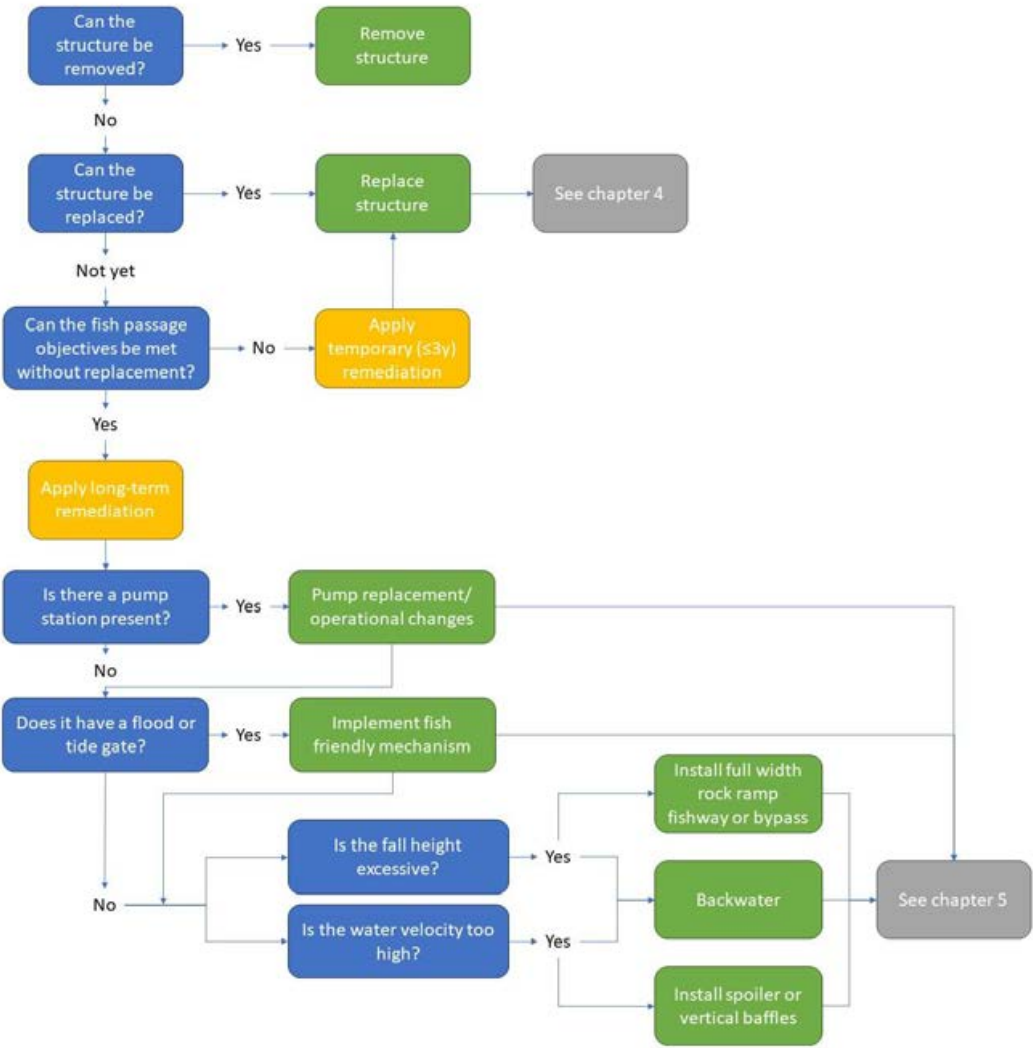 Can the
structure be
removed?
Yes
Remove
structure
No
Can the
structure be
replaced?
Yes
Replace
structure
See chapter 4
Not yet
Can the fish passage
objectives be met
without replacement?
No
Apply
temporary (≤3y)
remediation
Yes
Apply long-term
remediation
Is there a pump
station present?
Yes
Pump replacement/
operational changes
No
Does it have a flood or
tide gate?
Yes
Implement fish
friendly mechanism
Install full width
rock ramp
fishway or bypass
Is the fall height
excessive?
Yes
No
Backwater
See chapter 5
Is the water velocity too
high?
Yes
Install spoiler or
vertical baffles